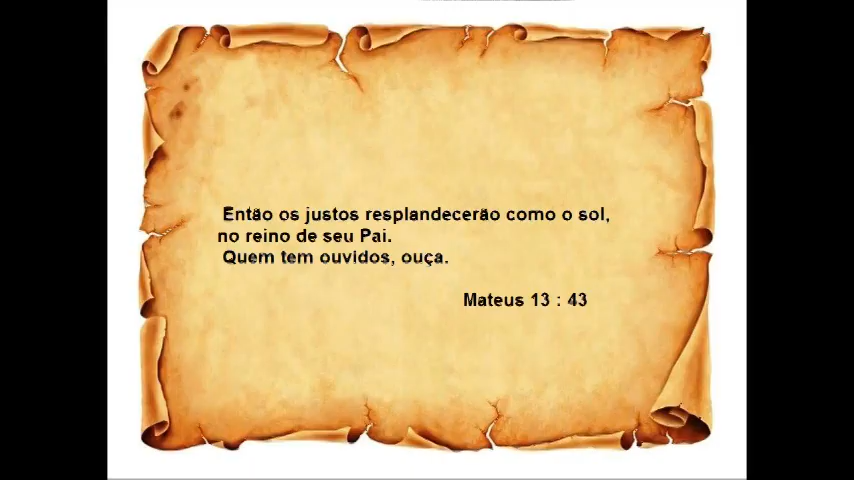 Então os justos resplandecerão como o sol,
no reino de seu Pai.
Quem tem ouvidos, ouça.
Mateus 13 : 43